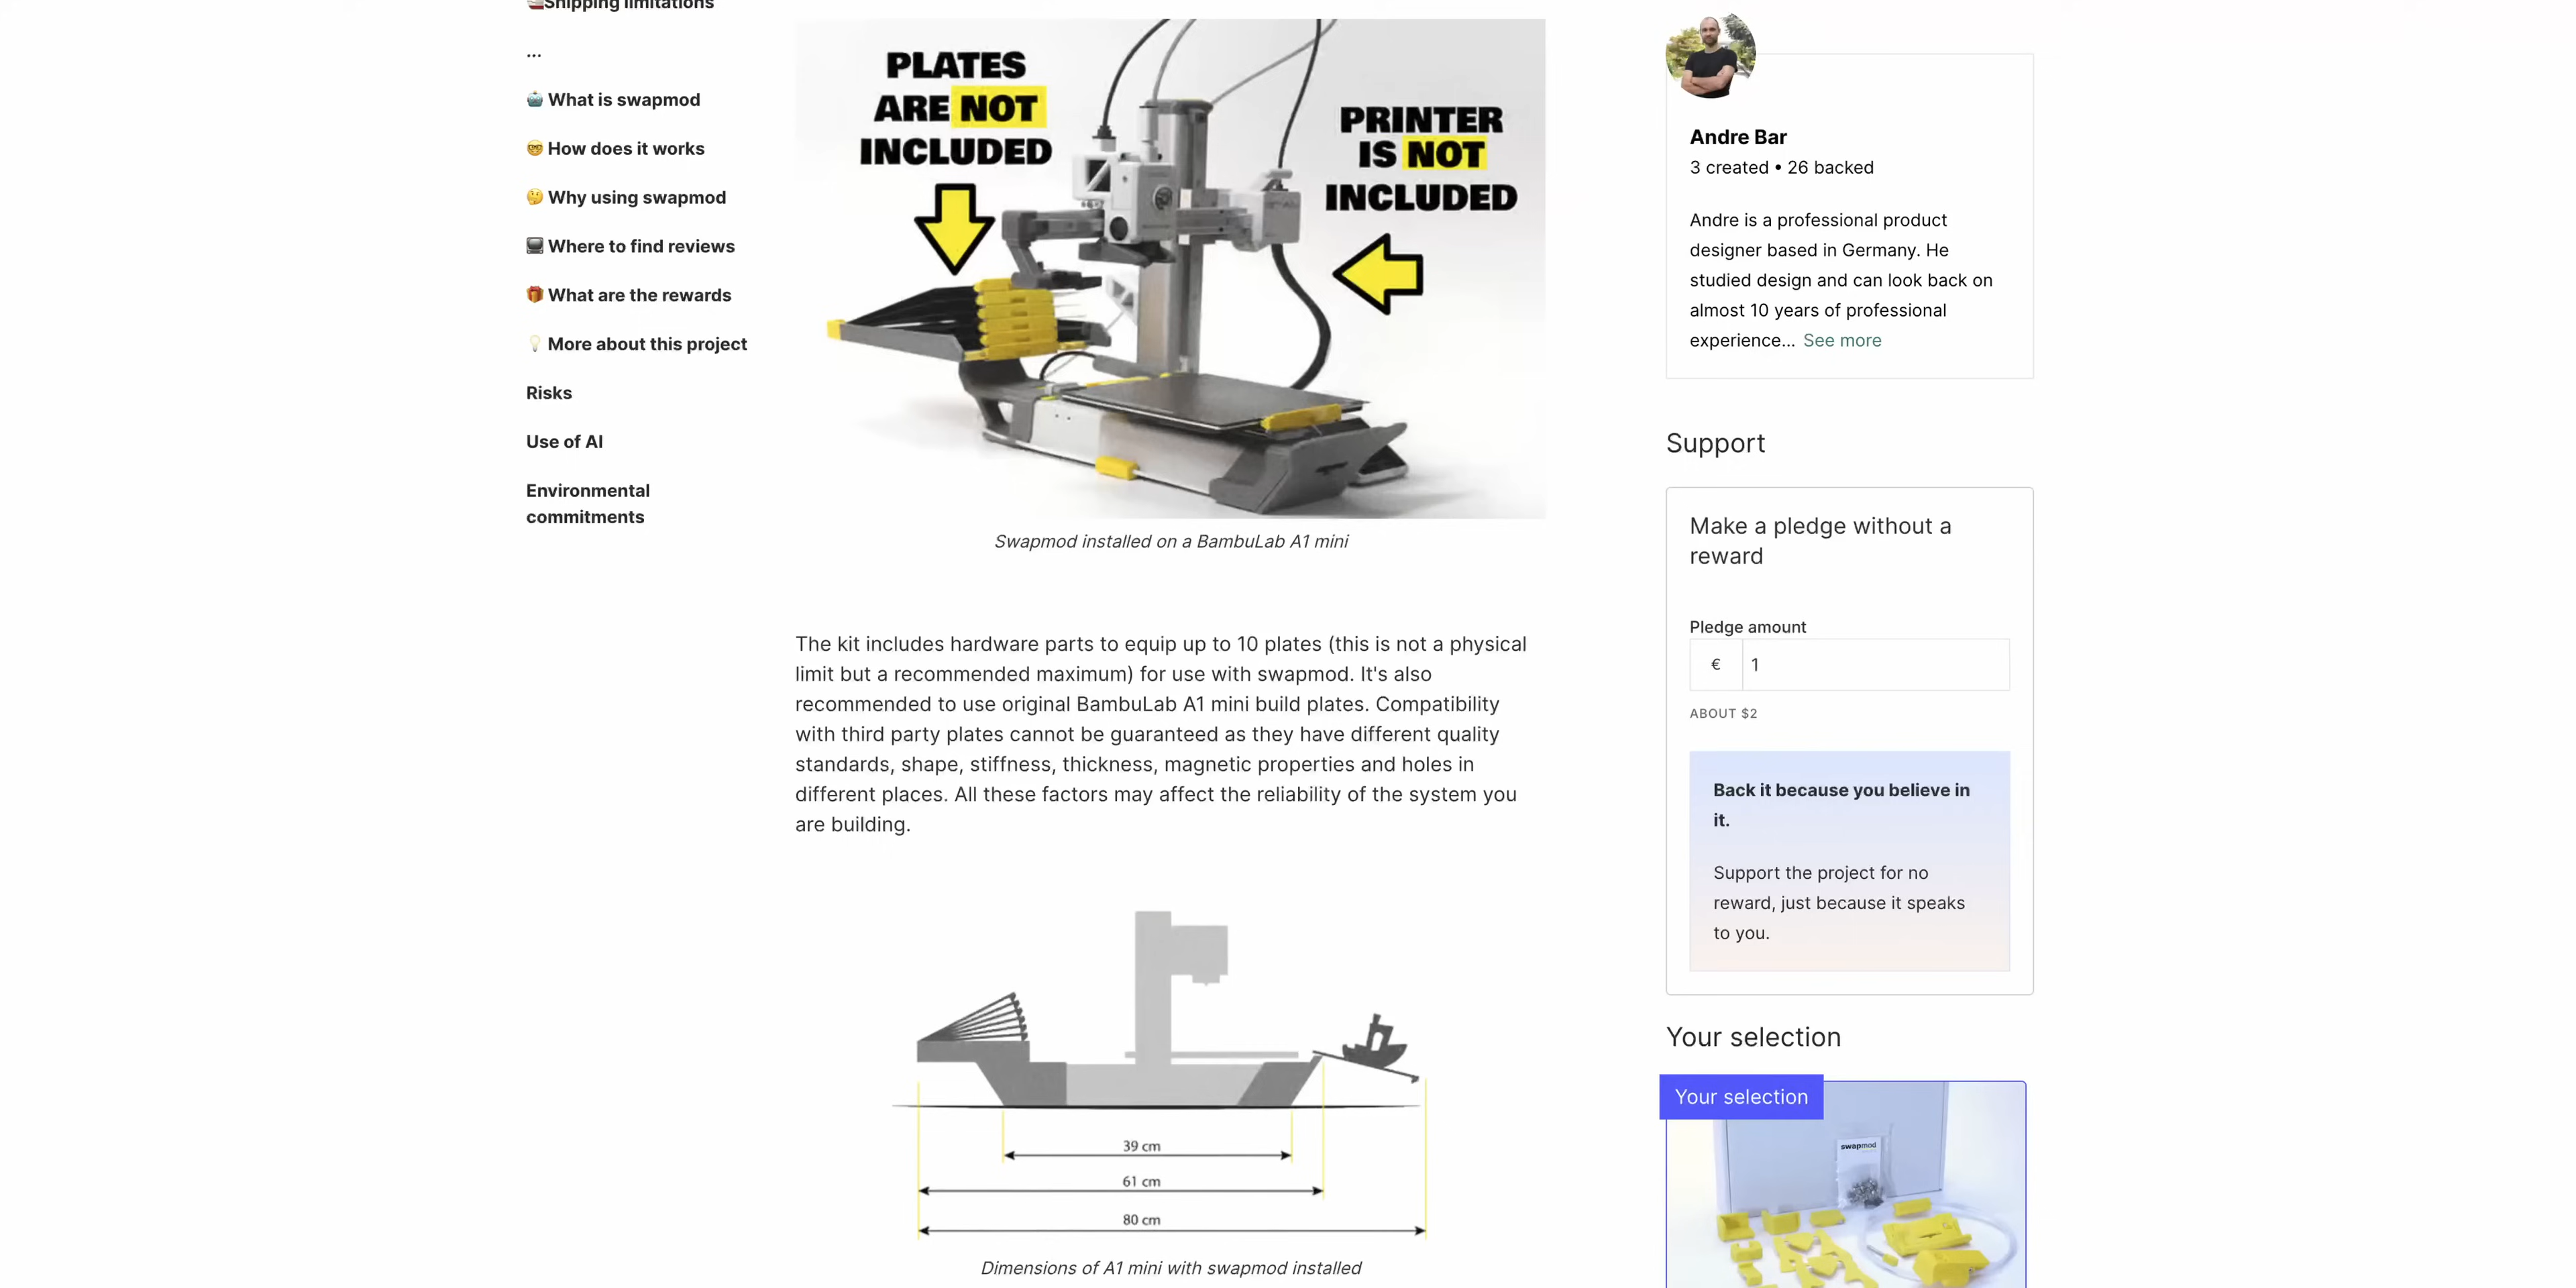 Shipping limitations
...
What is swapmod
How does it works
Why using swapmod
Where to find reviews
What are the rewards
More about this project
Risks
Use of AI
Environmental
commitments
PLATES
ARE NOT
INCLUDED
PRINTER
IS NOT
INCLUDED
Swapmod installed on a BambuLab A1 mini
The kit includes hardware parts to equip up to 10 plates (this is not a physical
limit but a recommended maximum) for use with swapmod. It's also
recommended to use original BambuLab A1 mini build plates. Compatibility
with third party plates cannot be guaranteed as they have different quality
standards, shape, stiffness, thickness, magnetic properties and holes in
different places. All these factors may affect the reliability of the system you
are building.
39 cm
61 cm
80 cm
Dimensions of A1 mini with swapmod installed
Andre Bar
3 created • 26 backed
Andre is a professional product
designer based in Germany. He
studied design and can look back on
almost 10 years of professional
experience... See more
Support
Make a pledge without a
reward
Pledge amount
€ 1
ABOUT $2
Back it because you believe in
it.
Support the project for no
reward, just because it speaks
to you.
Your selection
Your selection
swapmod